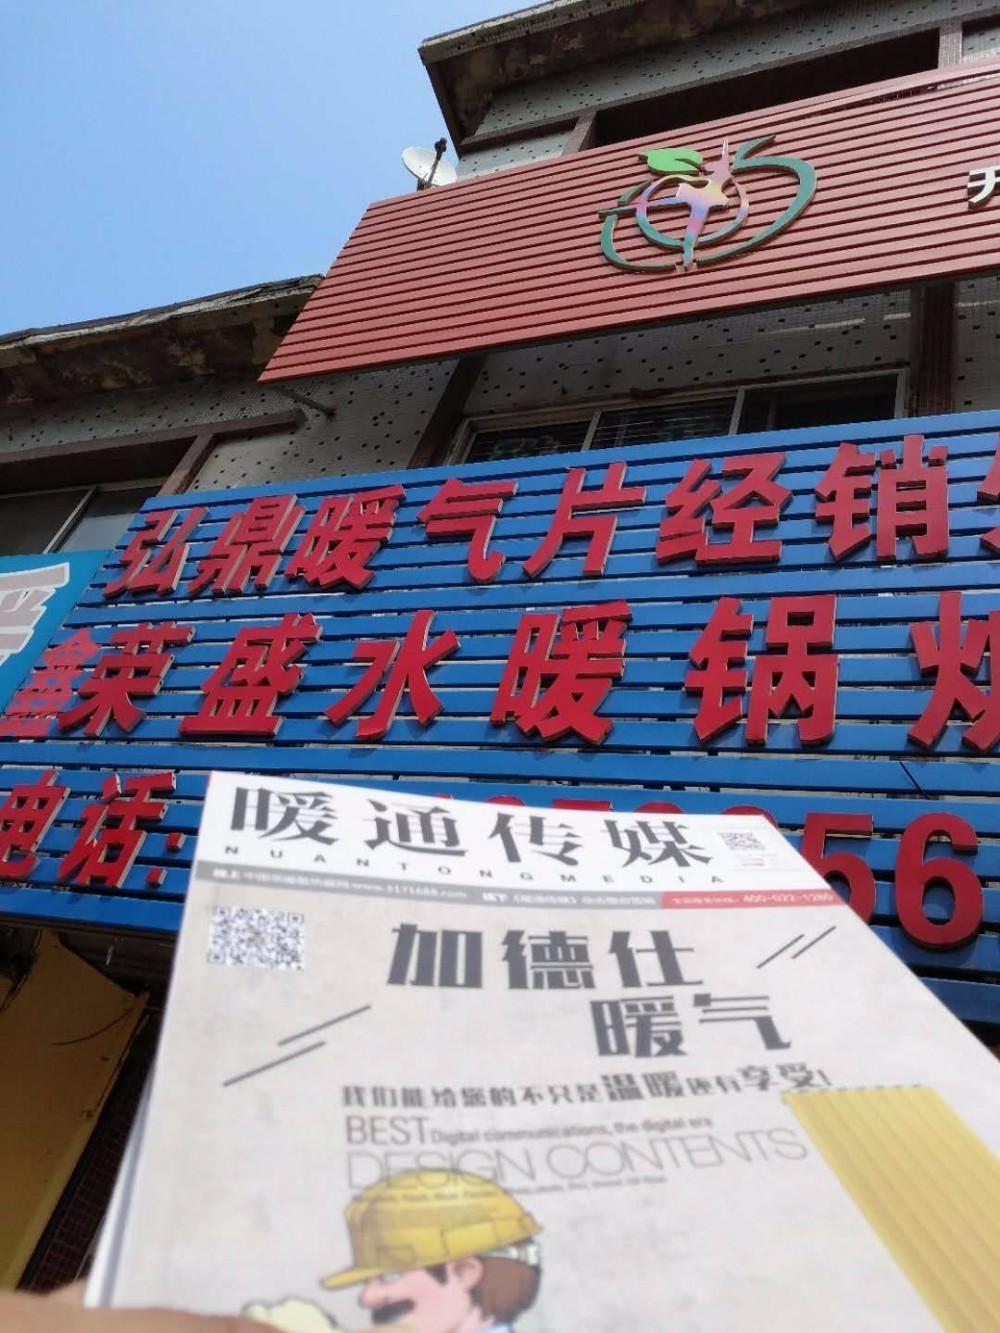 弘鼎暖气片经销
鑫荣盛水暖锅炉
电话:
56
暖通传媒
NUANTONGMEDIA
加德仕
暖气
我们能给您的不只是温暖还有享受!
BEST Digital communications, the digital era
DESIGN CONTENTS